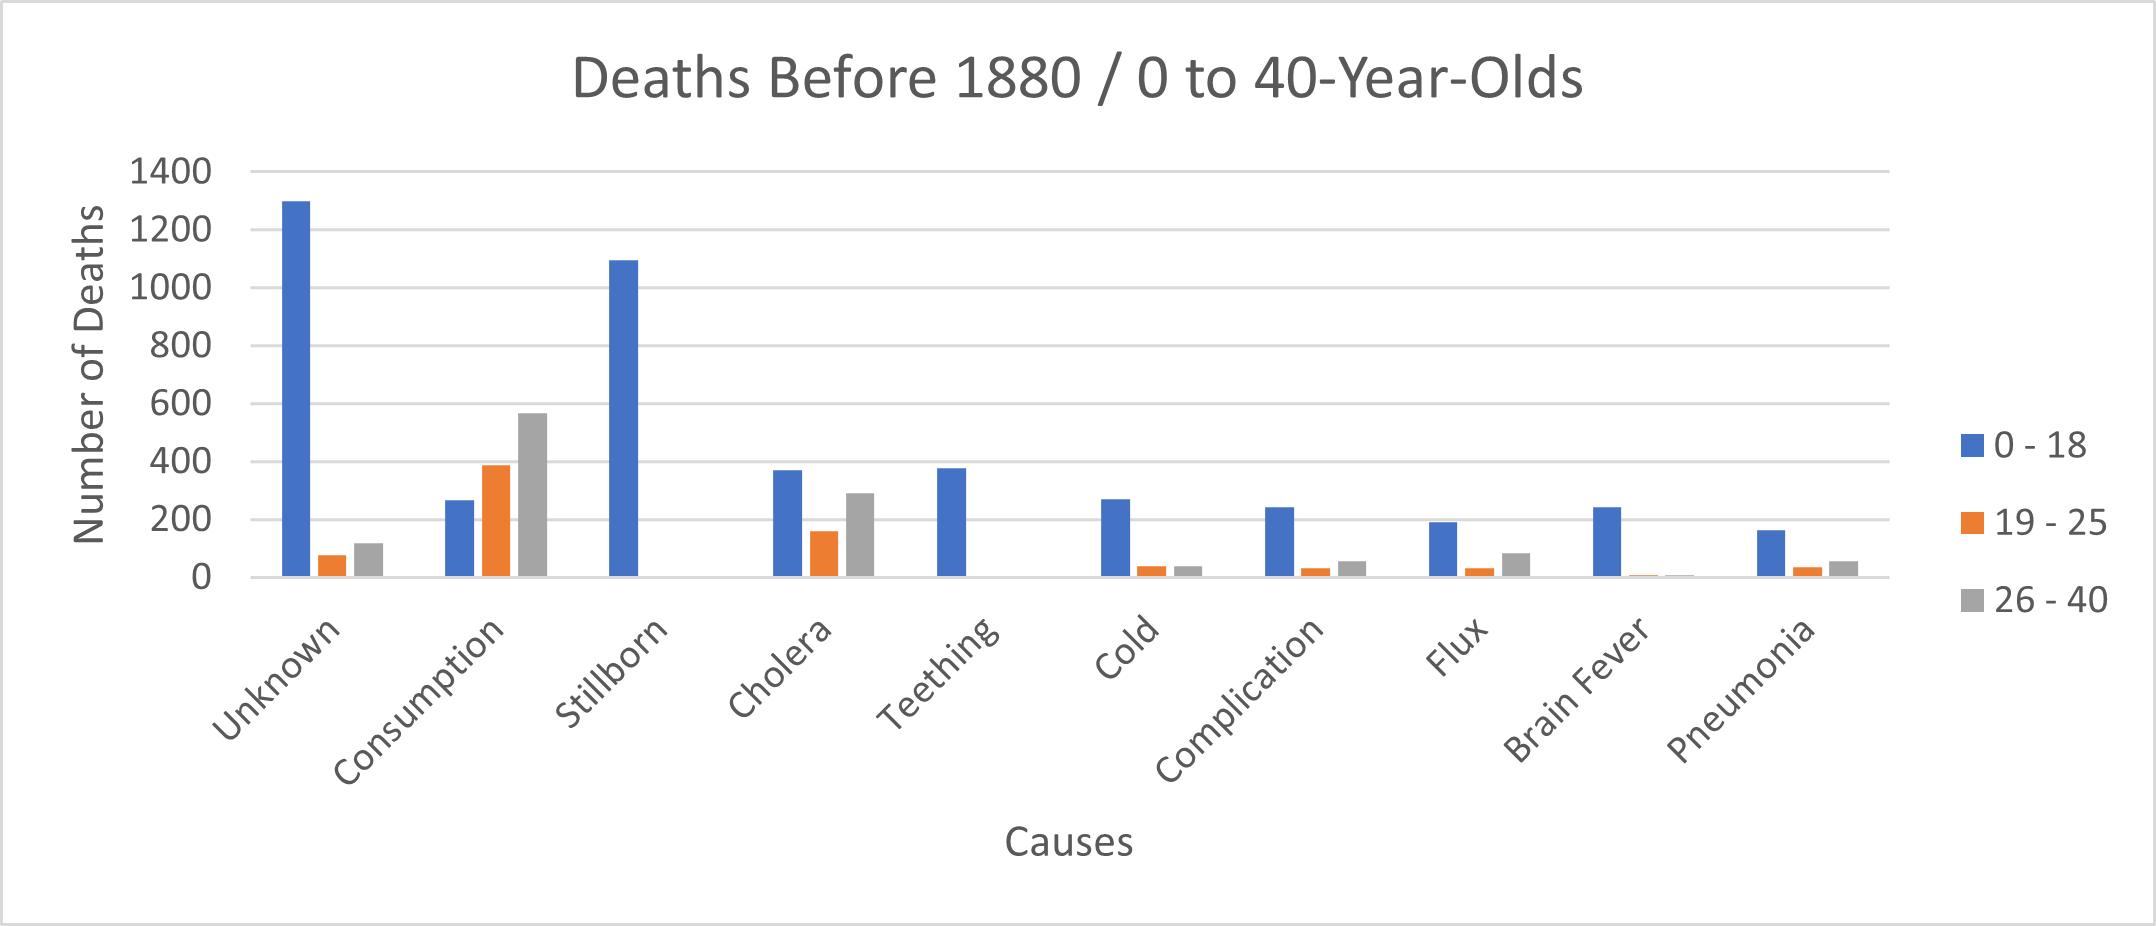 Deaths Before 1880 / 0 to 40-Year-Olds
Number of Deaths
1400
1200
1000
800
600
400
200
0
Unknown
Consumption
Stillborn
Cholera
Teething
Cold
Complication
Flux
Brain Fever
Pneumonia
Causes
0 - 18
19 - 25
26 - 40